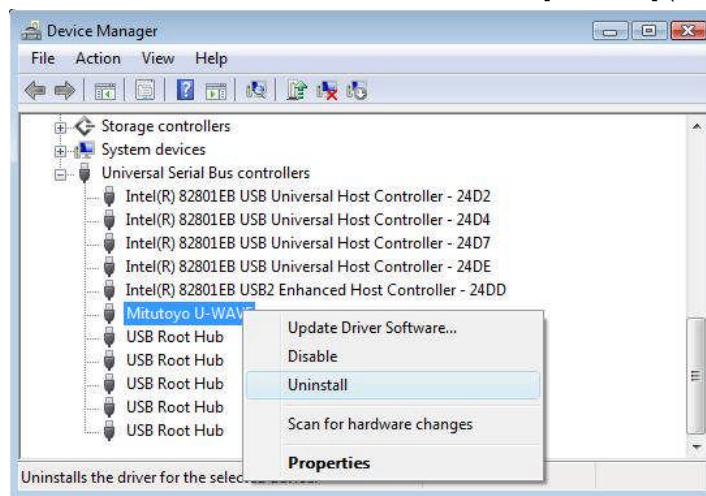 Device Manager
File Action View Help
Storage controllers
System devices
Universal Serial Bus controllers
Intel(R) 82801EB USB Universal Host Controller - 24D2
Intel(R) 82801EB USB Universal Host Controller - 24D4
Intel(R) 82801EB USB Universal Host Controller - 24D7
Intel(R) 82801EB USB Universal Host Controller - 24DE
Intel(R) 82801EB USB2 Enhanced Host Controller - 24DD
Mitutoyo U-WAVE
USB Root Hub
USB Root Hub
USB Root Hub
USB Root Hub
USB Root Hub
Update Driver Software...
Disable
Uninstall
Scan for hardware changes
Properties
Uninstalls the driver for the